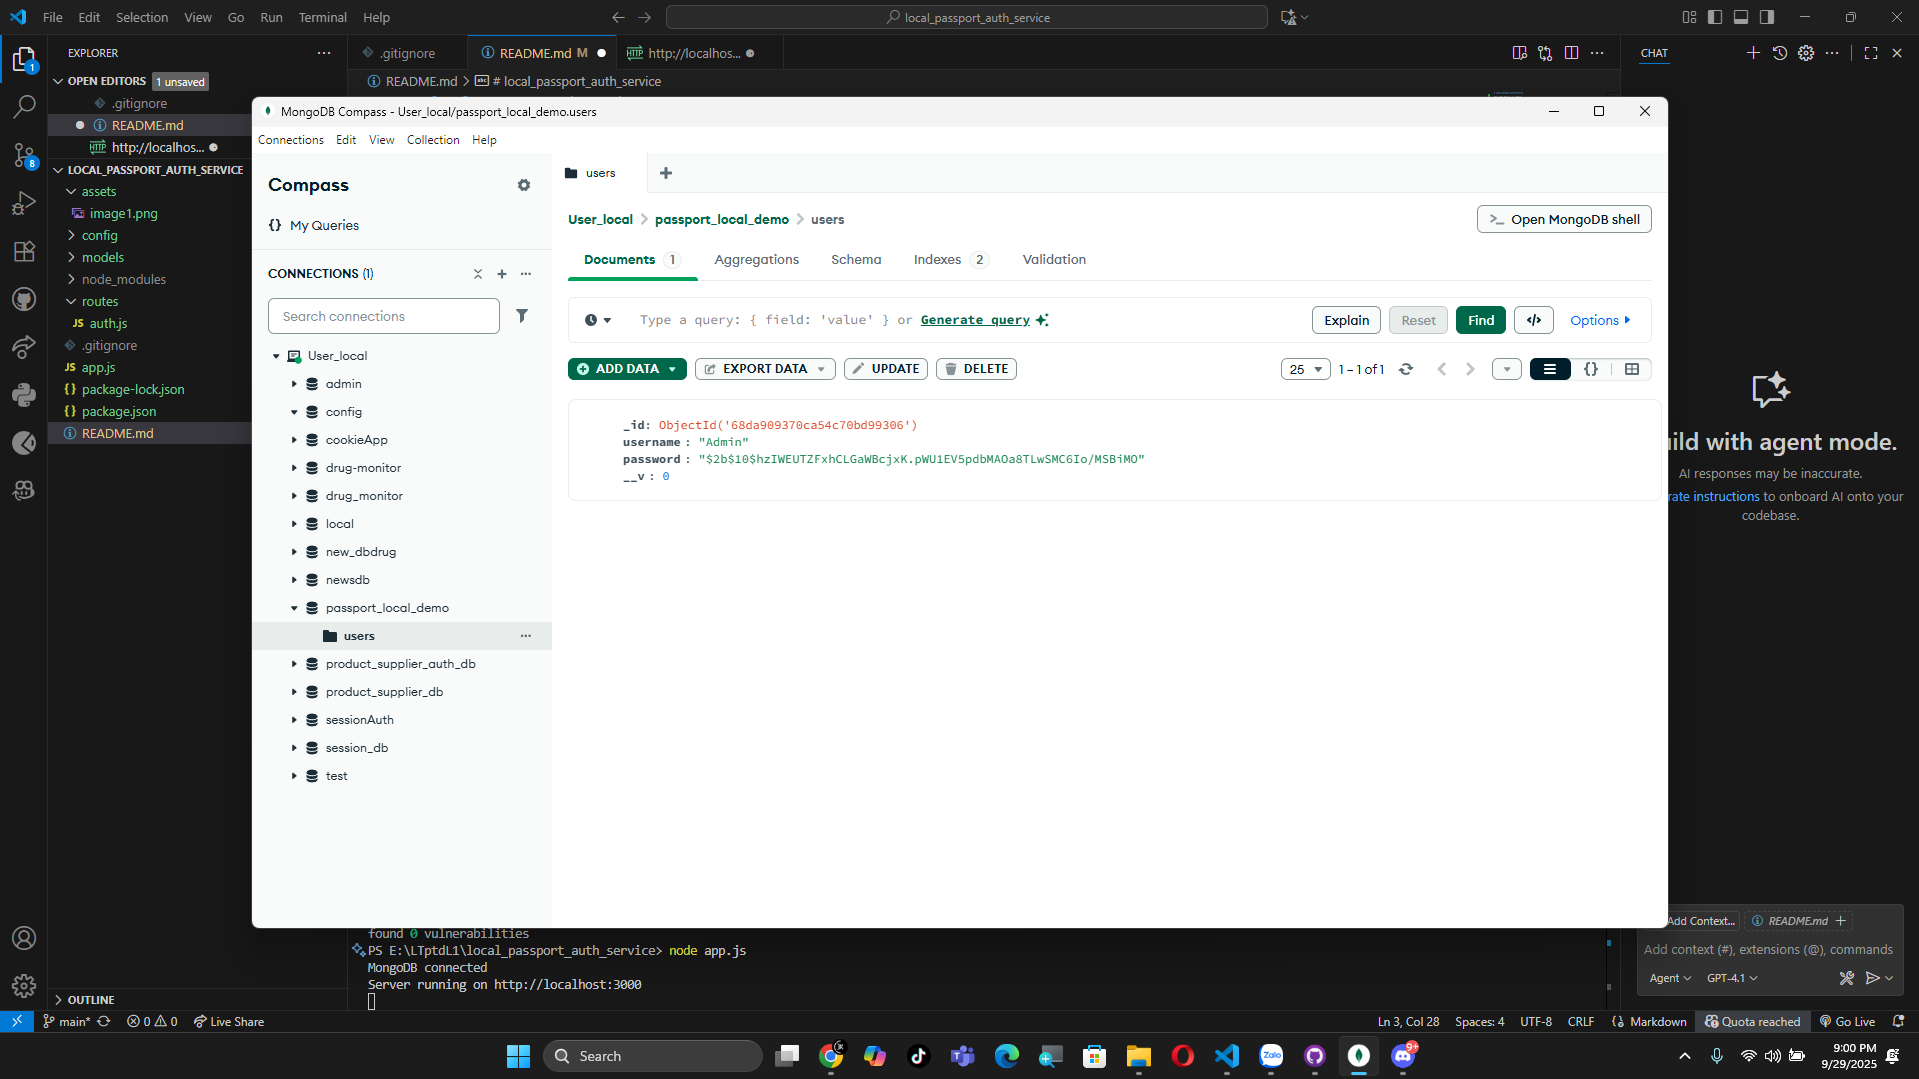 File Edit Selection View Go Run Terminal Help
local_passport_auth_service
EXPLORER
OPEN EDITORS 1 unsaved
.gitignore
README.md
http://localhos...
LOCAL_PASSPORT_AUTH_SERVICE
assets
image1.png
config
models
node_modules
routes
JS auth.js
.gitignore
JS app.js
{} package-lock.json
{} package.json
README.md
OUTLINE
.gitignore
README.md M
HTTP http://localhos...
README.md > # local_passport_auth_service
CHAT
MongoDB Compass - User_local/passport_local_demo.users
Connections Edit View Collection Help
Compass
{} My Queries
CONNECTIONS (1)
Search connections
User_local
admin
config
cookieApp
drug-monitor
drug_monitor
local
new_dbdrug
newsdb
passport_local_demo
users
product_supplier_auth_db
product_supplier_db
sessionAuth
session_db
test
users
User_local > passport_local_demo > users
>_ Open MongoDB shell
Documents 1 Aggregations Schema Indexes 2 Validation
Type a query: { field: 'value' } or Generate query
Explain Reset Find </> Options
ADD DATA EXPORT DATA UPDATE DELETE
25 1 – 1 of 1 {}
_id: ObjectId('68da909370ca54c70bd99306')
username : "Admin"
password : "$2b$10$hzIWEUTZFxhCLGaWBcjxK.pWU1EV5pdbMAOa8TLwSMC6Io/MSBiMO"
__v : 0
ild with agent mode.
AI responses may be inaccurate.
rate instructions to onboard AI onto your
codebase.
Add Context... README.md +
Add context (#), extensions (@), commands
Agent GPT-4.1
found 0 vulnerabilities
PS E:\LTptdL1\local_passport_auth_service> node app.js
MongoDB connected
Server running on http://localhost:3000
main* 0 0 Live Share
Ln 3, Col 28 Spaces: 4 UTF-8 CRLF {} Markdown Quota reached Go Live
Search
Zalo
9+
9:00 PM
9/29/2025
1
8